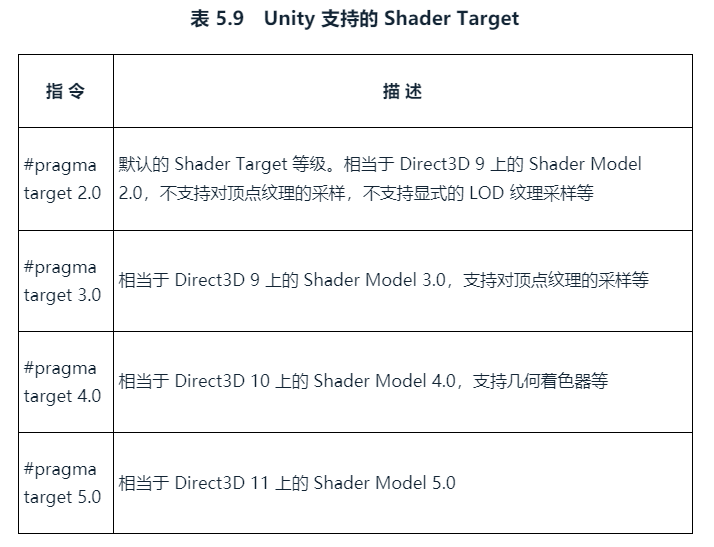 表 5.9 Unity 支持的 Shader Target
指 令
描 述
#pragma
target 2.0
默认的 Shader Target 等级。相当于 Direct3D 9 上的 Shader Model
2.0，不支持对顶点纹理的采样，不支持显式的 LOD 纹理采样等
#pragma
target 3.0
相当于 Direct3D 9 上的 Shader Model 3.0，支持对顶点纹理的采样等
#pragma
target 4.0
相当于 Direct3D 10 上的 Shader Model 4.0，支持几何着色器等
#pragma
target 5.0
相当于 Direct3D 11 上的 Shader Model 5.0